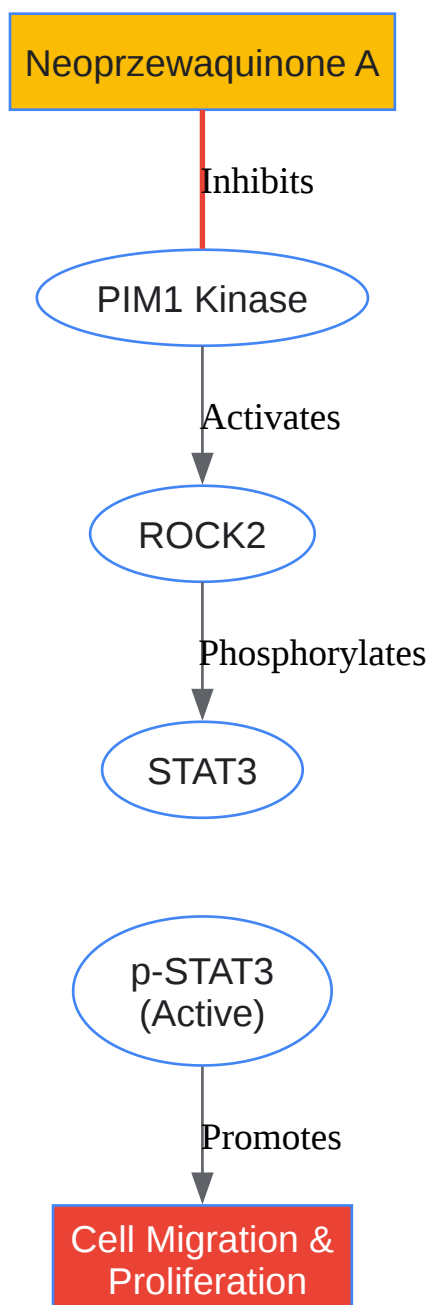 Neoprzewaquinone A
Inhibits
PIM1 Kinase
Activates
ROCK2
Phosphorylates
STAT3
p-STAT3
(Active)
Promotes
Cell Migration &
Proliferation